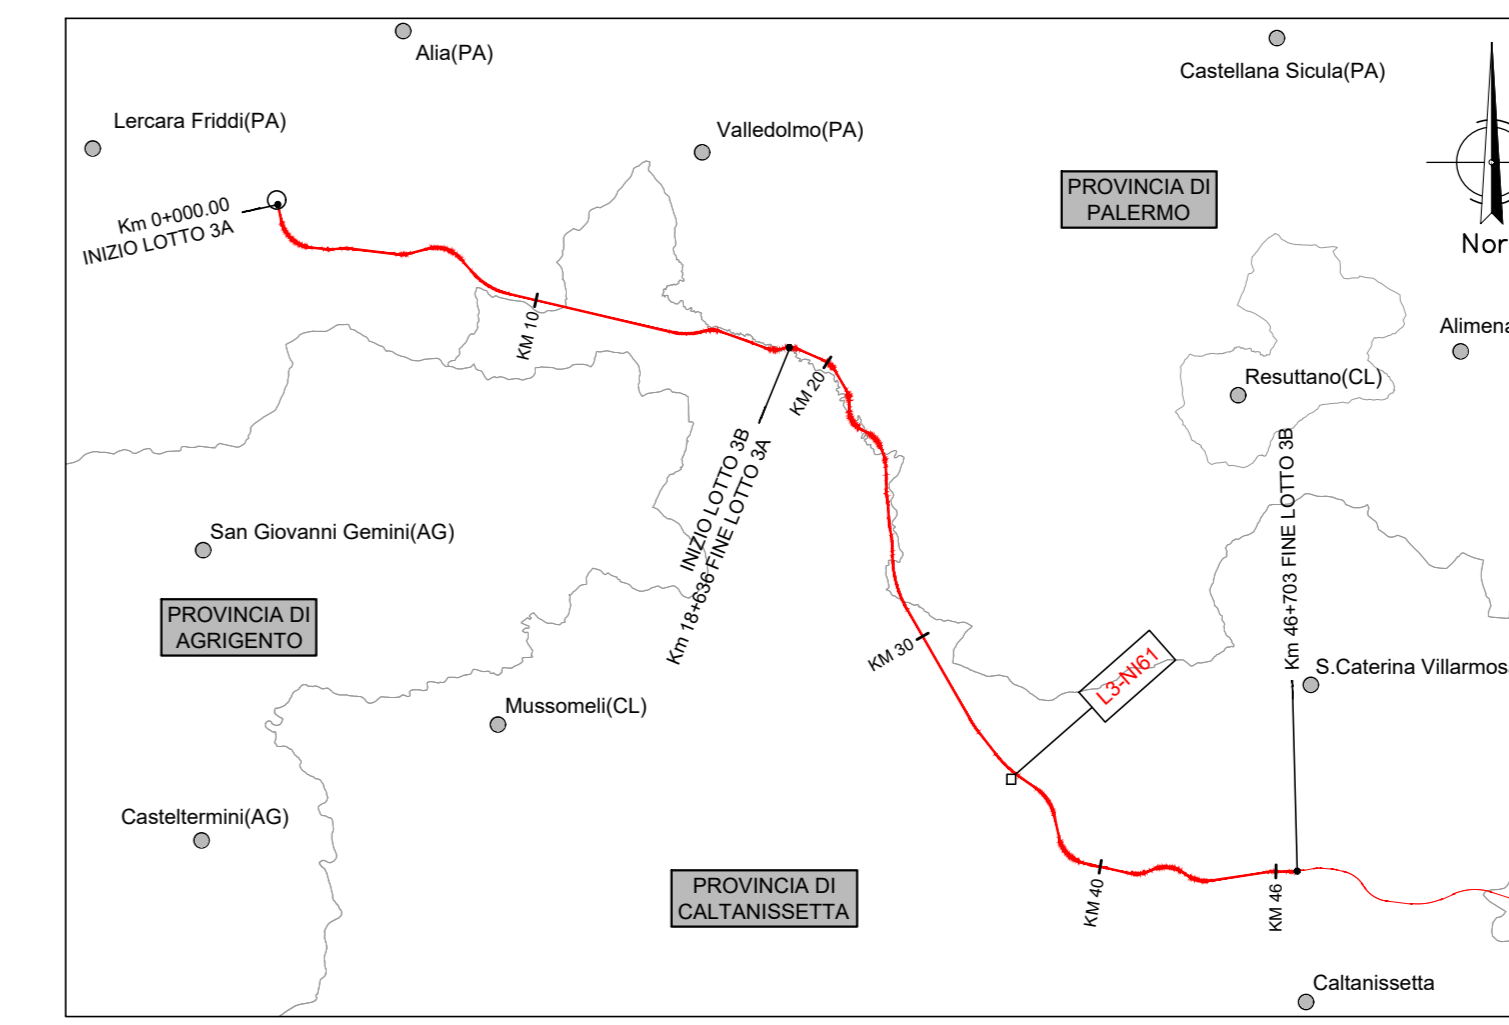 Alia(PA)
Castellana Sicula(PA)
Lercara Friddi(PA)
Valledolmo(PA)
PROVINCIA DI
PALERMO
Km 0+000.00
INIZIO LOTTO 3A
Nor
KM 10
Alimena
KM 20
Resuttano(CL)
INIZIO LOTTO 3B
Km 18+636 FINE LOTTO 3A
Km 46+703 FINE LOTTO 3B
San Giovanni Gemini(AG)
PROVINCIA DI
AGRIGENTO
KM 30
L3-NI61
S.Caterina Villarmos
Mussomeli(CL)
Casteltermini(AG)
PROVINCIA DI
CALTANISSETTA
KM 40
KM 46
Caltanissetta